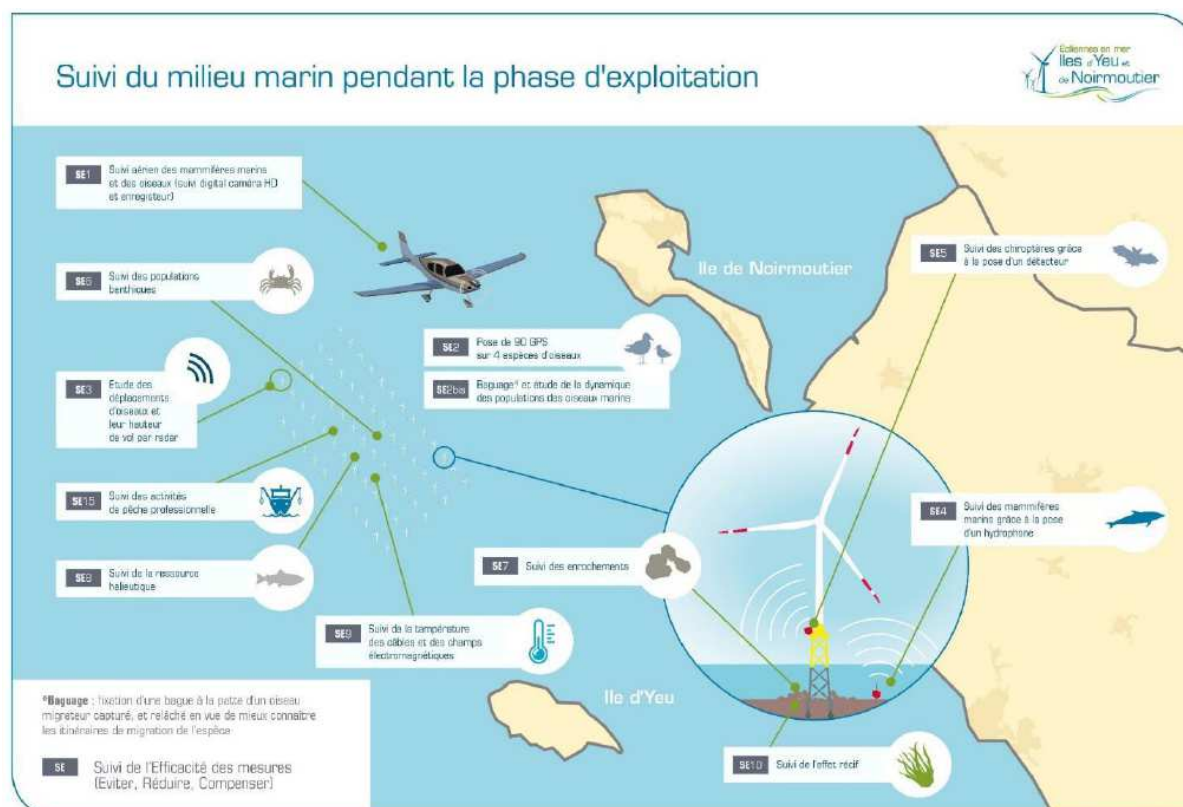 Suivi du milieu marin pendant la phase d'exploitation
Éoliennes en mer
Iles d'Yeu et
de Noirmoutier
SE1 Suivi aérien des mammifères marins
et des oiseaux (suivi digital caméra HD
et enregisteur)
SE6 Suivi des populations
benthiques
SE3 Etude des
déplacements
d'oiseaux et
leur hauteur
de vol par radar
SE15 Suivi des activités
de pêche professionnelle
SE8 Suivi de la ressource
halieutique
SE2 Pose de 90 GPS
sur 4 espèces d'oiseaux
SE2bis Baguage* et étude de la dynamique
des populations des oiseaux marins
Ile de Noirmoutier
SE5 Suivi des chiroptères grâce
à la pose d'un détecteur
SE4 Suivi des mammifères
marins grâce à la pose
d'un hydrophone
SE7 Suivi des enrochements
SE9 Suivi de la température
des câbles et des champs
électromagnétiques
Ile d'Yeu
SE10 Suivi de l'effet récif
*Baguage : fixation d'une bague à la patte d'un oiseau
migrateur capturé, et relâché en vue de mieux connaître
les itinéraires de migration de l'espèce
SE Suivi de l'Efficacité des mesures
(Eviter, Réduire, Compenser)